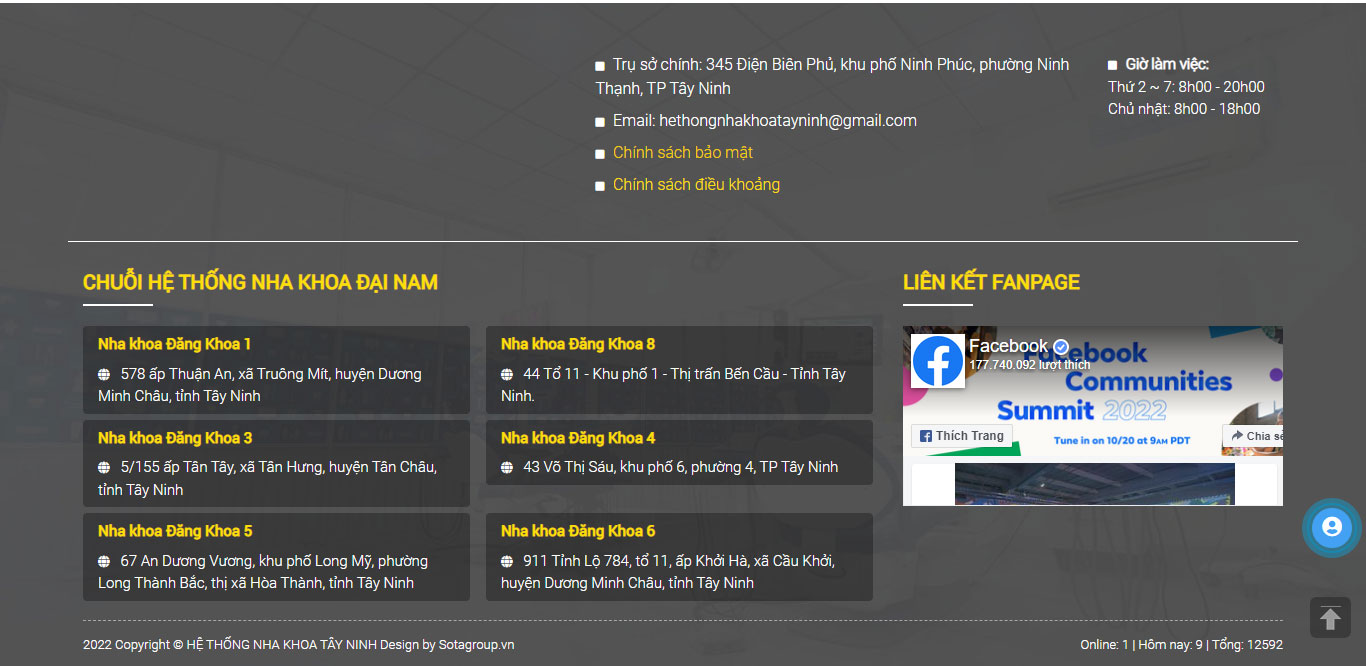 Trụ sở chính: 345 Điện Biên Phủ, khu phố Ninh Phúc, phường Ninh
Thạnh, TP Tây Ninh
Email: hethongnhakhoatayninh@gmail.com
Chính sách bảo mật
Chính sách điều khoảng
Giờ làm việc:
Thứ 2 ~ 7: 8h00 - 20h00
Chủ nhật: 8h00 - 18h00
CHUỖI HỆ THỐNG NHA KHOA ĐẠI NAM
Nha khoa Đăng Khoa 1
578 ấp Thuận An, xã Truông Mít, huyện Dương
Minh Châu, tỉnh Tây Ninh
Nha khoa Đăng Khoa 8
44 Tổ 11 - Khu phố 1 - Thị trấn Bến Cầu - Tỉnh Tây
Ninh.
Nha khoa Đăng Khoa 3
5/155 ấp Tân Tây, xã Tân Hưng, huyện Tân Châu,
tỉnh Tây Ninh
Nha khoa Đăng Khoa 4
43 Võ Thị Sáu, khu phố 6, phường 4, TP Tây Ninh
Nha khoa Đăng Khoa 5
67 An Dương Vương, khu phố Long Mỹ, phường
Long Thành Bắc, thị xã Hòa Thành, tỉnh Tây Ninh
Nha khoa Đăng Khoa 6
911 Tỉnh Lộ 784, tổ 11, ấp Khởi Hà, xã Cầu Khởi,
huyện Dương Minh Châu, tỉnh Tây Ninh
LIÊN KẾT FANPAGE
Facebook
177.740.092 lượt thích
Facebook
Communities
Summit 2022
Tune in on 10/20 at 9AM PDT
Thích Trang
Chia sẻ
2022 Copyright © HỆ THỐNG NHA KHOA TÂY NINH Design by Sotagroup.vn
Online: 1 | Hôm nay: 9 | Tổng: 12592